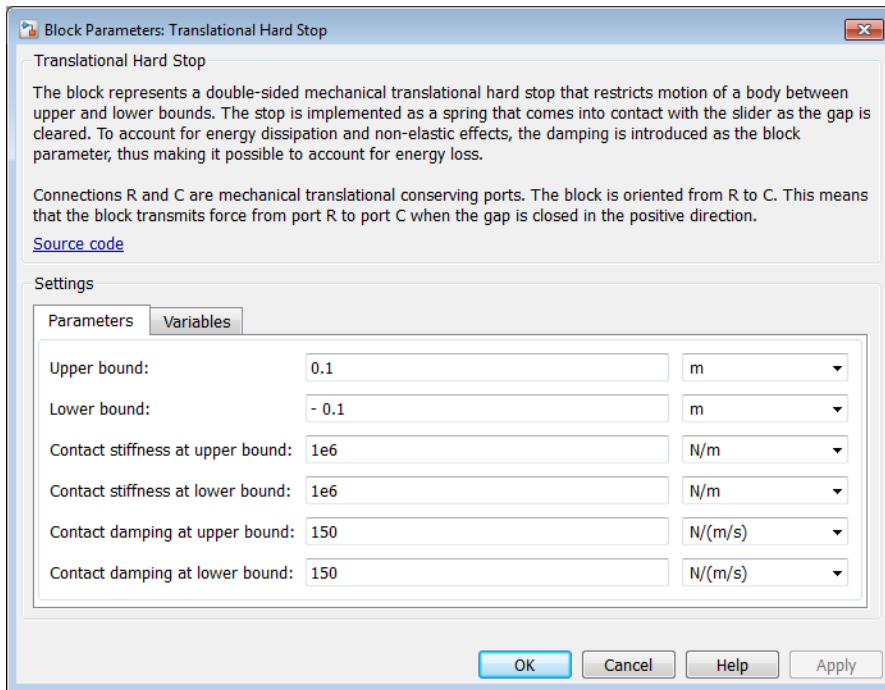 Block Parameters: Translational Hard Stop
Translational Hard Stop
The block represents a double-sided mechanical translational hard stop that restricts motion of a body between
upper and lower bounds. The stop is implemented as a spring that comes into contact with the slider as the gap is
cleared. To account for energy dissipation and non-elastic effects, the damping is introduced as the block
parameter, thus making it possible to account for energy loss.
Connections R and C are mechanical translational conserving ports. The block is oriented from R to C. This means
that the block transmits force from port R to port C when the gap is closed in the positive direction.
Source code
Settings
Parameters Variables
Upper bound: 0.1 m
Lower bound: - 0.1 m
Contact stiffness at upper bound: 1e6 N/m
Contact stiffness at lower bound: 1e6 N/m
Contact damping at upper bound: 150 N/(m/s)
Contact damping at lower bound: 150 N/(m/s)
OK Cancel Help Apply